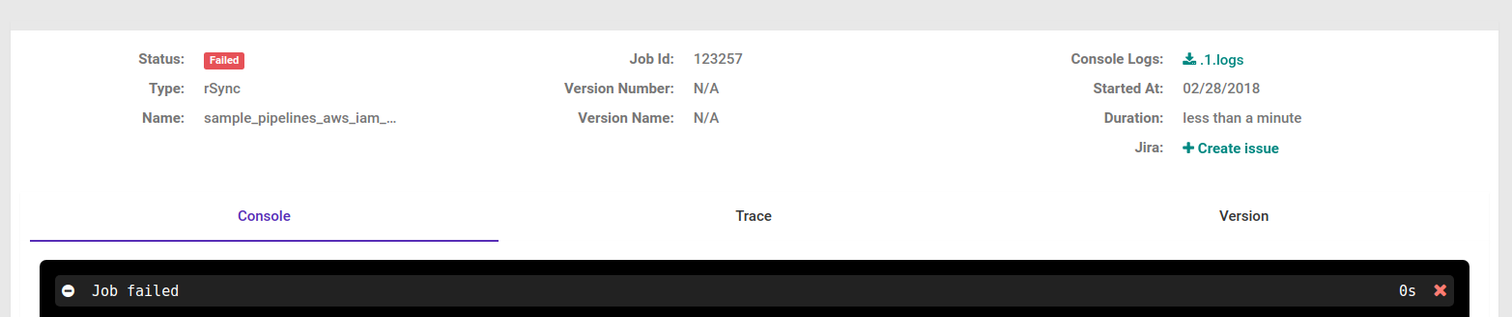 Status: Failed Job Id: 123257 Console Logs: .1.logs
Type: rSync Version Number: N/A Started At: 02/28/2018
Name: sample_pipelines_aws_iam_... Version Name: N/A Duration: less than a minute
Jira: Create issue
Console Trace Version
Job failed 0s